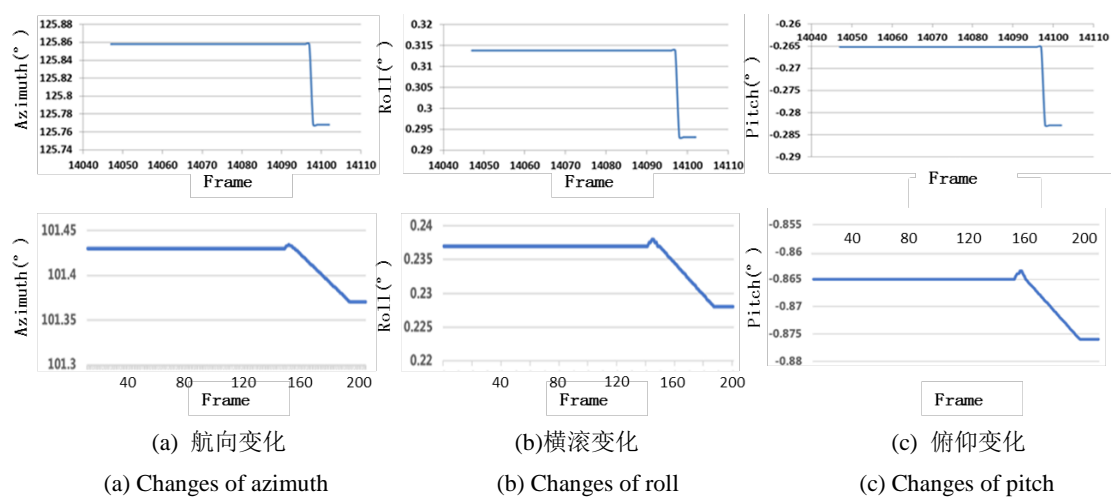 Azimuth(°)
125.88
125.86
125.84
125.82
125.8
125.78
125.76
125.74
14040 14050 14060 14070 14080 14090 14100 14110
Frame
Roll(°)
0.32
0.315
0.31
0.305
0.3
0.295
0.29
14040 14050 14060 14070 14080 14090 14100 14110
Frame
Pitch(°)
-0.26
14040 14050 14060 14070 14080 14090 14100 14110
-0.265
-0.27
-0.275
-0.28
-0.285
-0.29
Frame
Azimuth(°)
101.45
101.4
101.35
101.3
40 80 120 160 200
Frame
Roll(°)
0.24
0.235
0.23
0.225
0.22
40 80 120 140 160 200
Frame
Pitch(°)
-0.855
40 80 120 160 200
-0.86
-0.865
-0.87
-0.875
-0.88
Frame
(a) 航向变化
(b)横滚变化
(c) 俯仰变化
(a) Changes of azimuth
(b) Changes of roll
(c) Changes of pitch